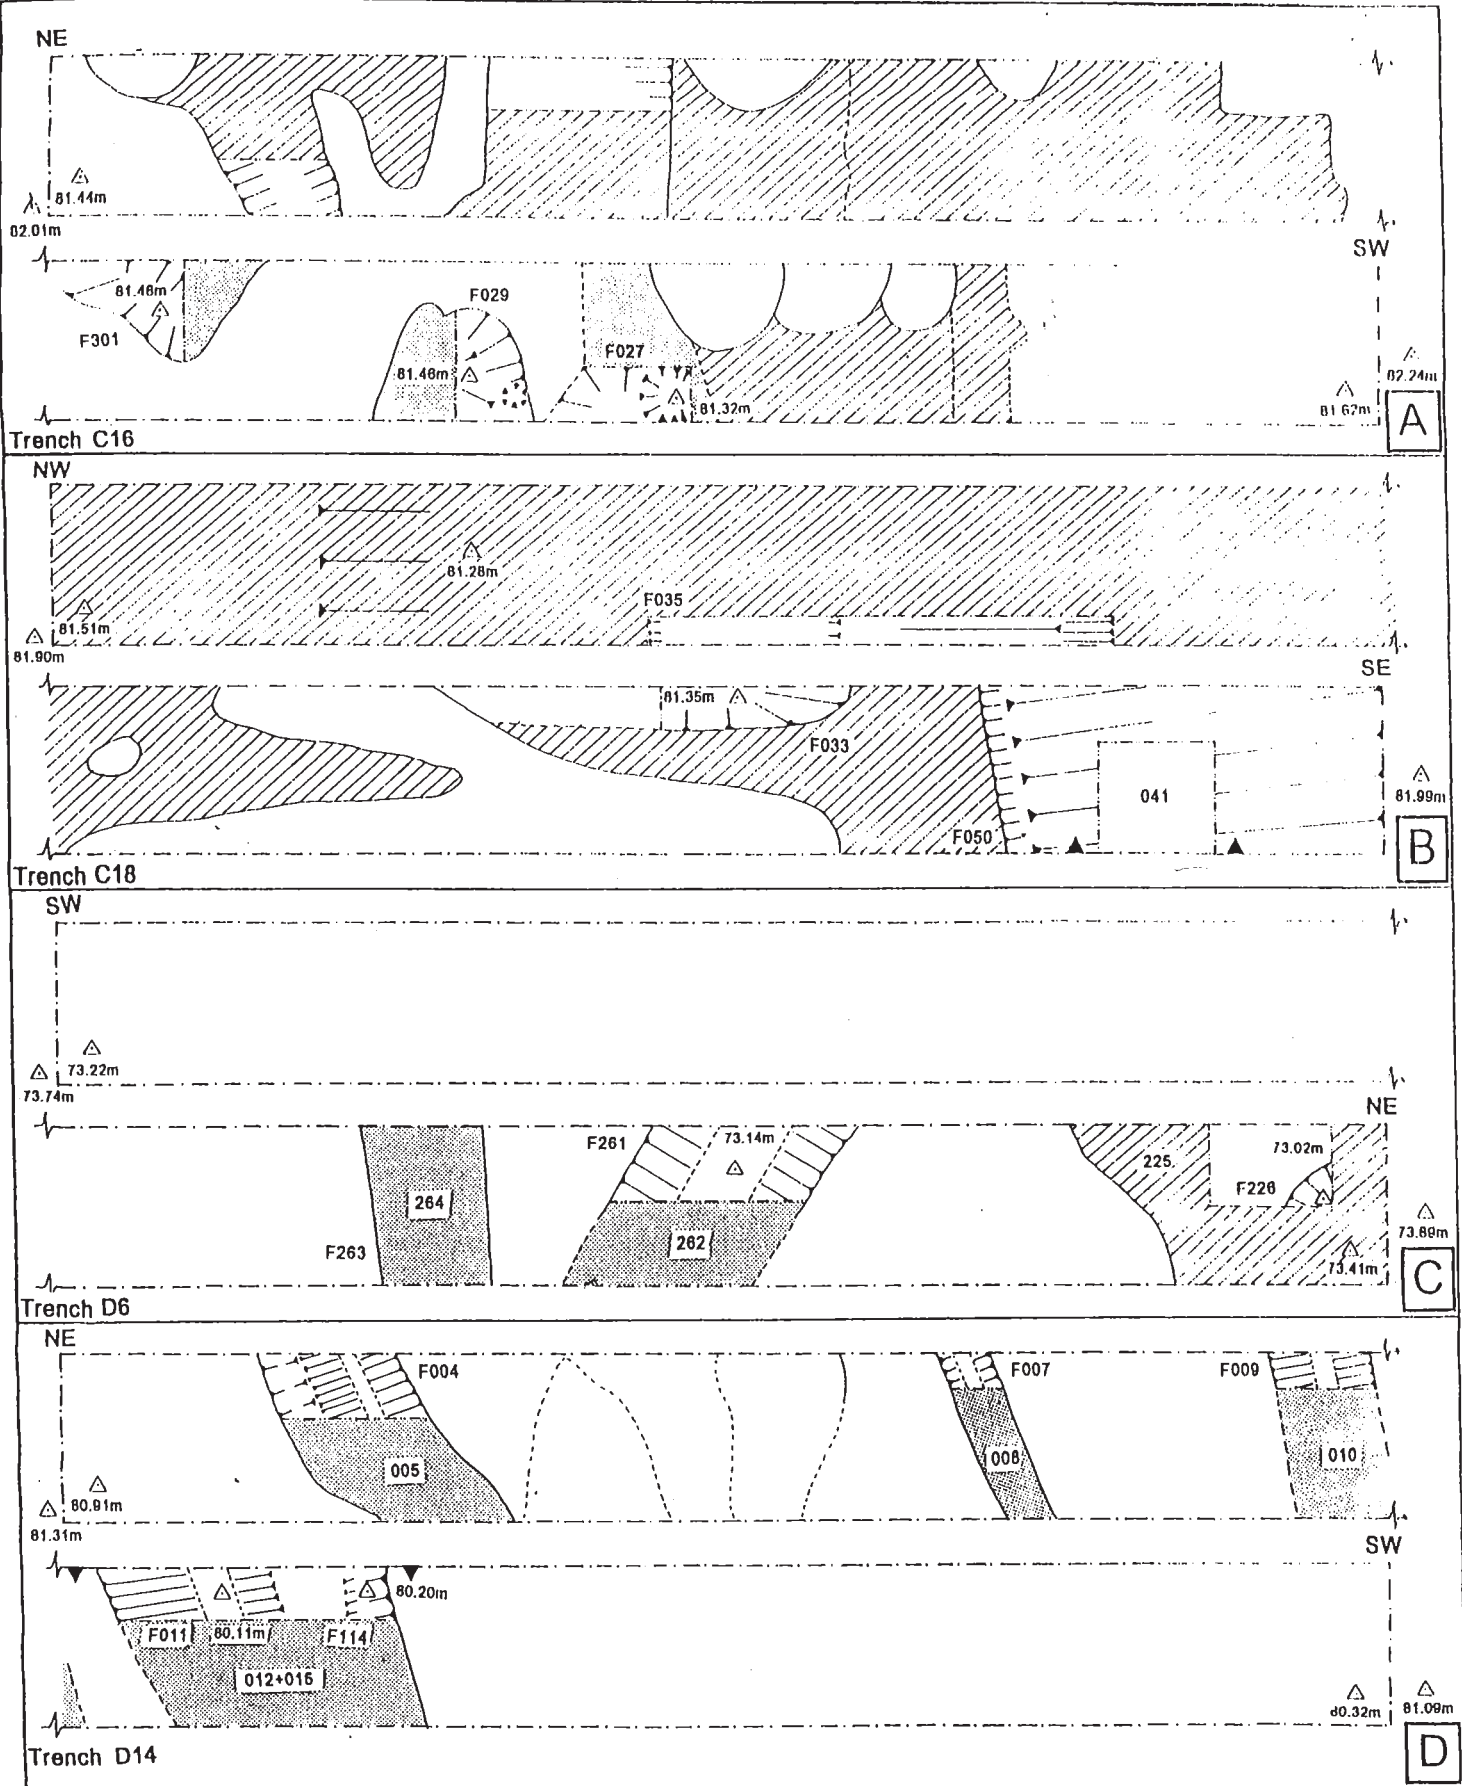 NE
81.44m
82.01m
SW
81.46m
F301
F029
81.46m
F027
81.32m
82.24m
81.62m
A
Trench C16
NW
81.28m
F035
81.51m
81.90m
SE
81.35m
F033
041
81.99m
F050
B
Trench C18
SW
73.22m
73.74m
NE
F261
73.14m
225
73.02m
F226
264
262
F263
73.89m
73.41m
C
Trench D6
NE
F004
F007
F009
005
008
010
80.91m
81.31m
SW
80.20m
F011
80.11m
F114
012+015
80.32m
81.09m
D
Trench D14